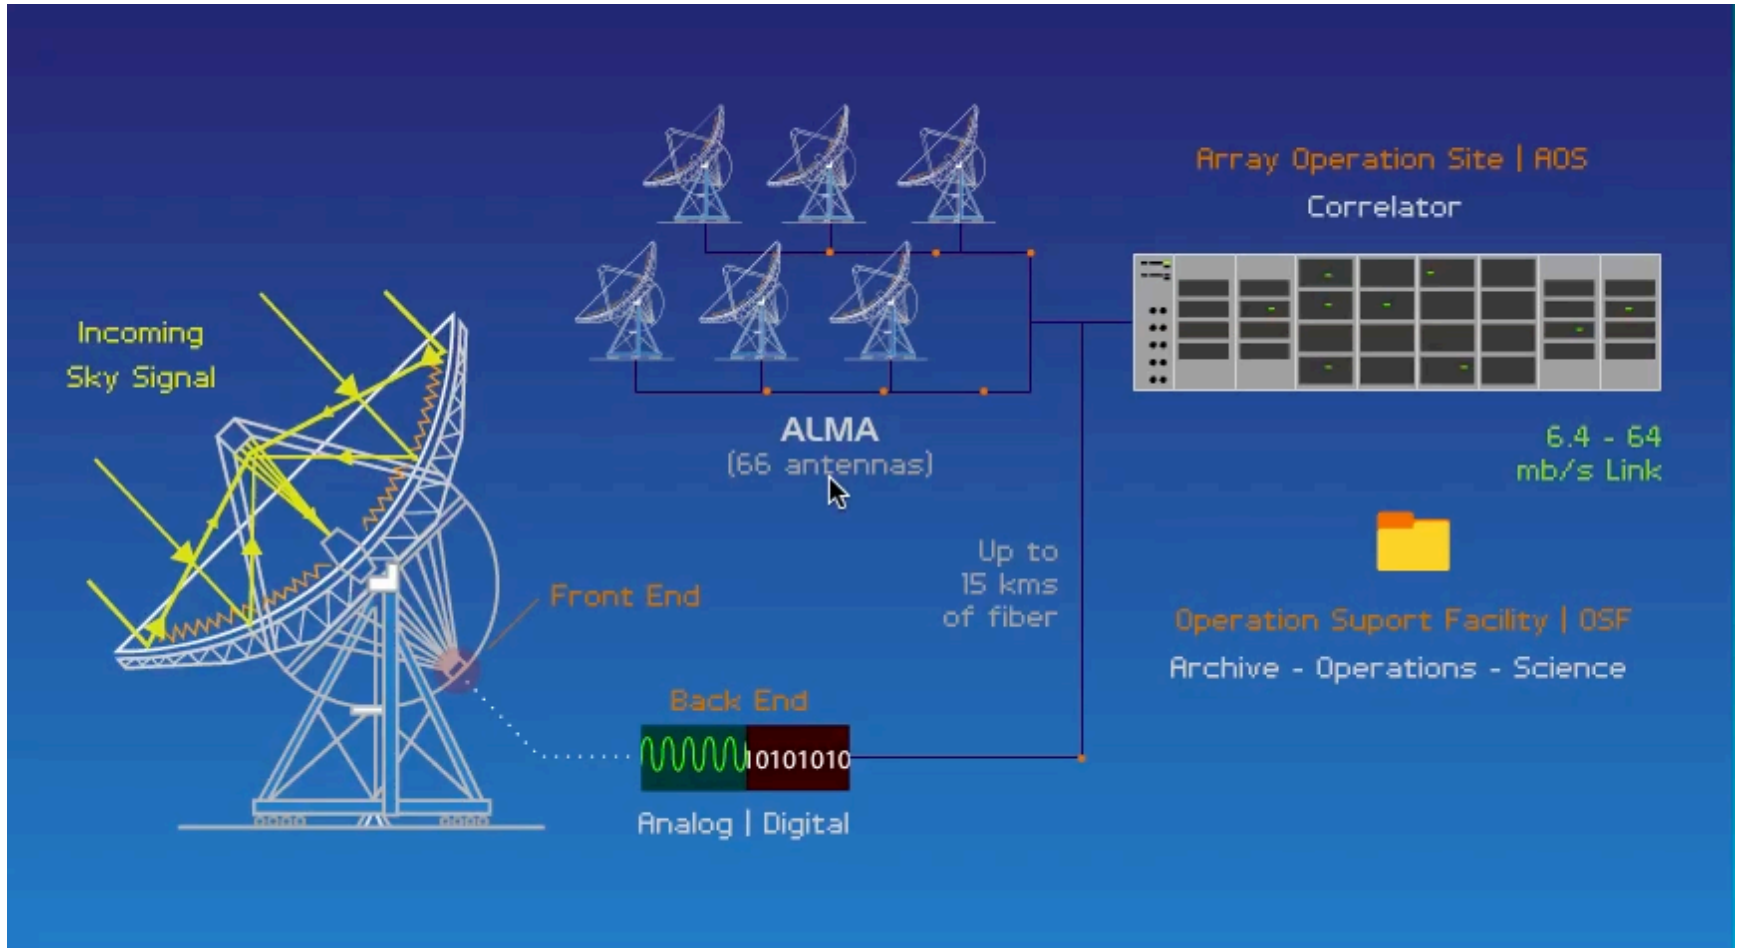 Array Operation Site | AOS
Correlator
Incoming
Sky Signal
ALMA
(66 antennas)
6.4 - 64
mb/s Link
Up to
15 kms
of fiber
Front End
Operation Suport Facility | OSF
Archive - Operations - Science
Back End
10101010
Analog | Digital